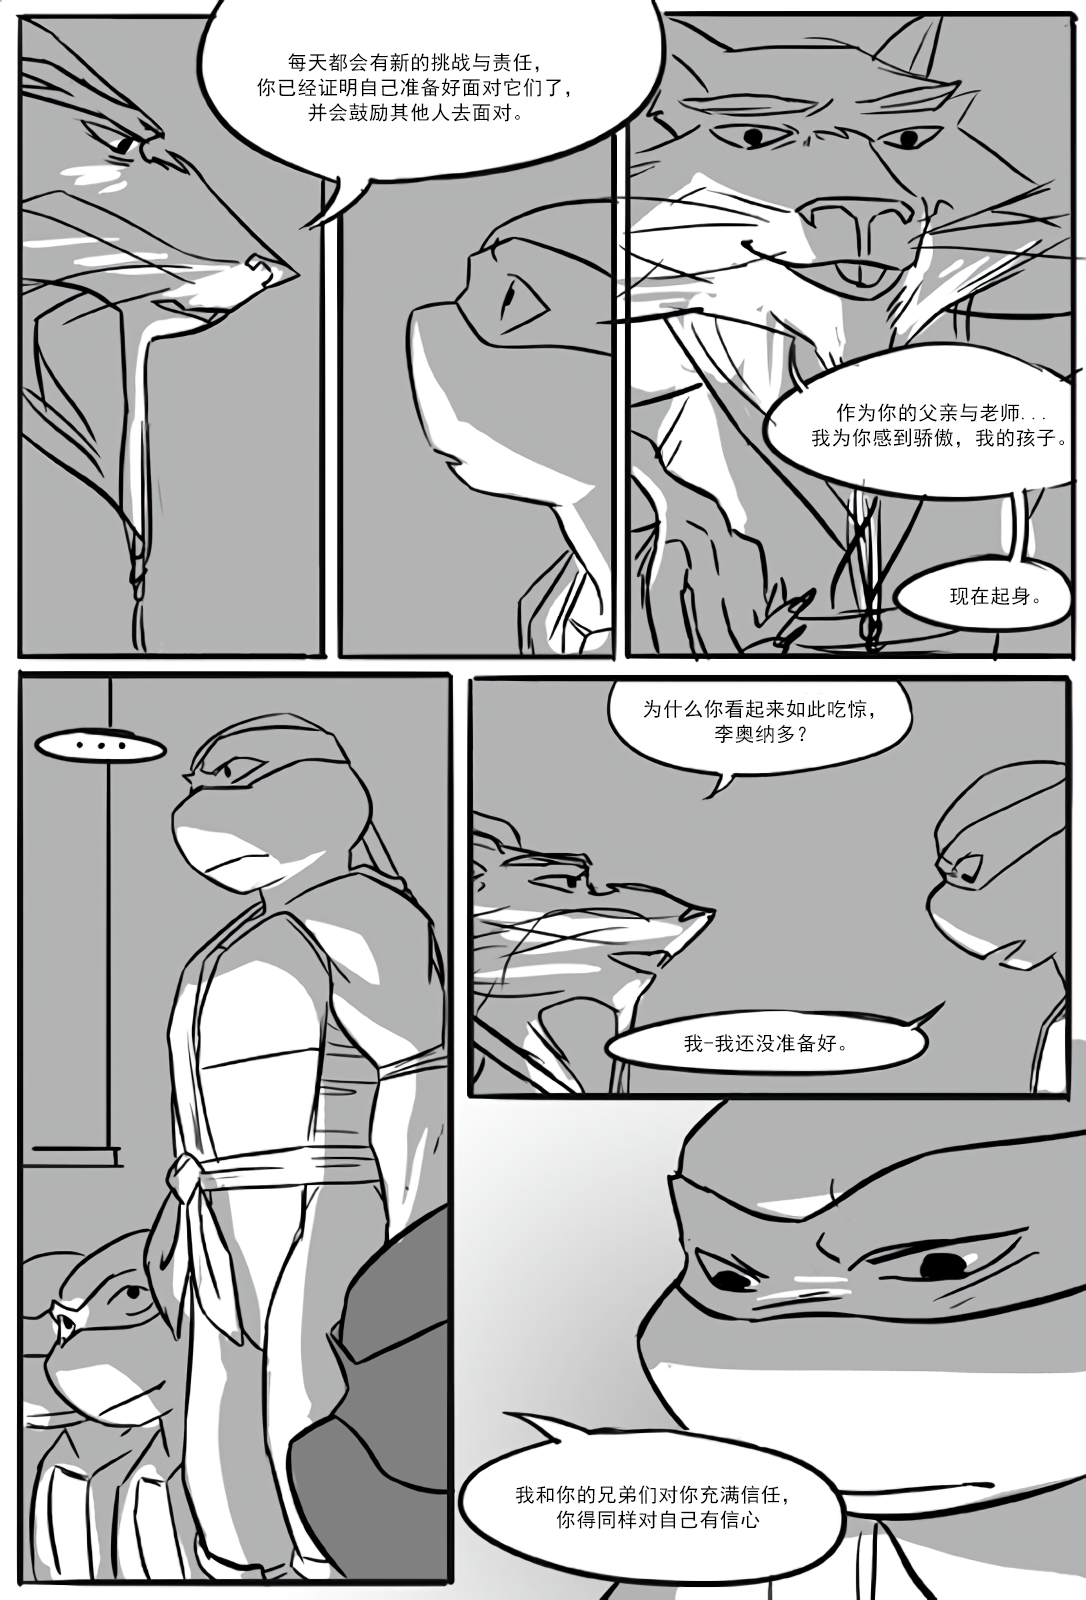 每天都会有新的挑战与责任，
你已经证明自己准备好面对它们了，
并会鼓励其他人去面对。
作为你的父亲与老师...
我为你感到骄傲，我的孩子。
现在起身。
...
为什么你看起来如此吃惊，
李奥纳多？
我-我还没准备好。
我和你的兄弟们对你充满信任，
你得同样对自己有信心